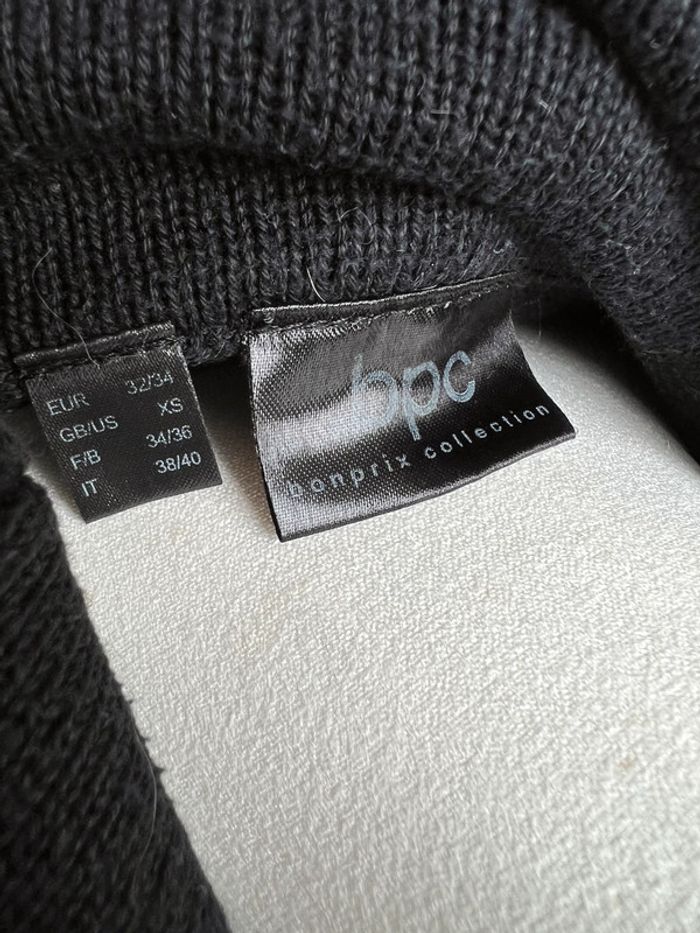 EUR 32/34
GB/US XS
F/B 34/36
IT 38/40
bpc
bonprix collection